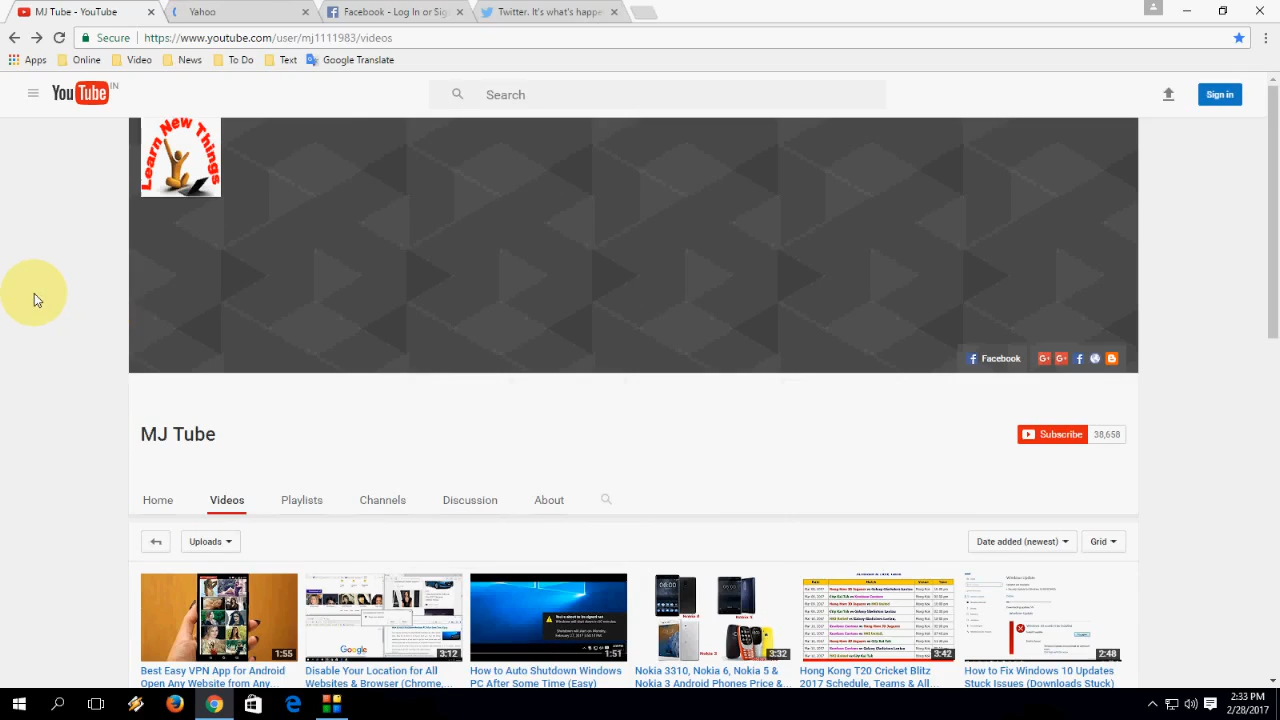 MJ Tube - YouTube
Yahoo
Facebook - Log In or Sig
Twitter. It's what's happe
Secure
https://www.youtube.com/user/mj1111983/videos
Apps
Online
Video
News
To Do
Text
Google Translate
YouTube IN
Search
Sign in
Learn New Things
Facebook
MJ Tube
Subscribe 38,658
Home
Videos
Playlists
Channels
Discussion
About
Uploads
Date added (newest)
Grid
1:55
3:12
1:51
3:32
2:48
Best Easy VPN App for Android
Open Any Website from Any
Disable Your Location for All
Websites & Browser (Chrome,
How to Auto Shutdown Windows
PC After Some Time (Easy)
Nokia 3310, Nokia 6, Nokia 5 &
Nokia 3 Android Phones Price &...
Hong Kong T20 Cricket Blitz
2017 Schedule, Teams & All...
How to Fix Windows 10 Updates
Stuck Issues (Downloads Stuck)
2:33 PM
2/28/2017